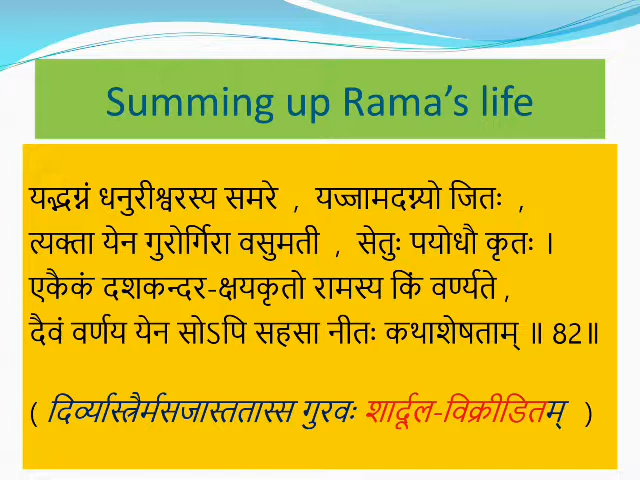 Summing up Rama’s life
यद्भग्नं धनुरीश्वरस्य समरे , यज्जामदग्न्यो जितः ,
त्यक्ता येन गुरोर्गिरा वसुमती , सेतुः पयोधौ कृतः ।
एकैकं दशकन्दर-क्षयकृतो रामस्य किं वर्ण्यते ,
दैवं वर्णय येन सोऽपि सहसा नीतः कथाशेषताम् ॥ 82॥
( दिर्व्यास्त्रैर्मसजास्ततास्स गुरवः शार्दूल-विक्रीडितम् )